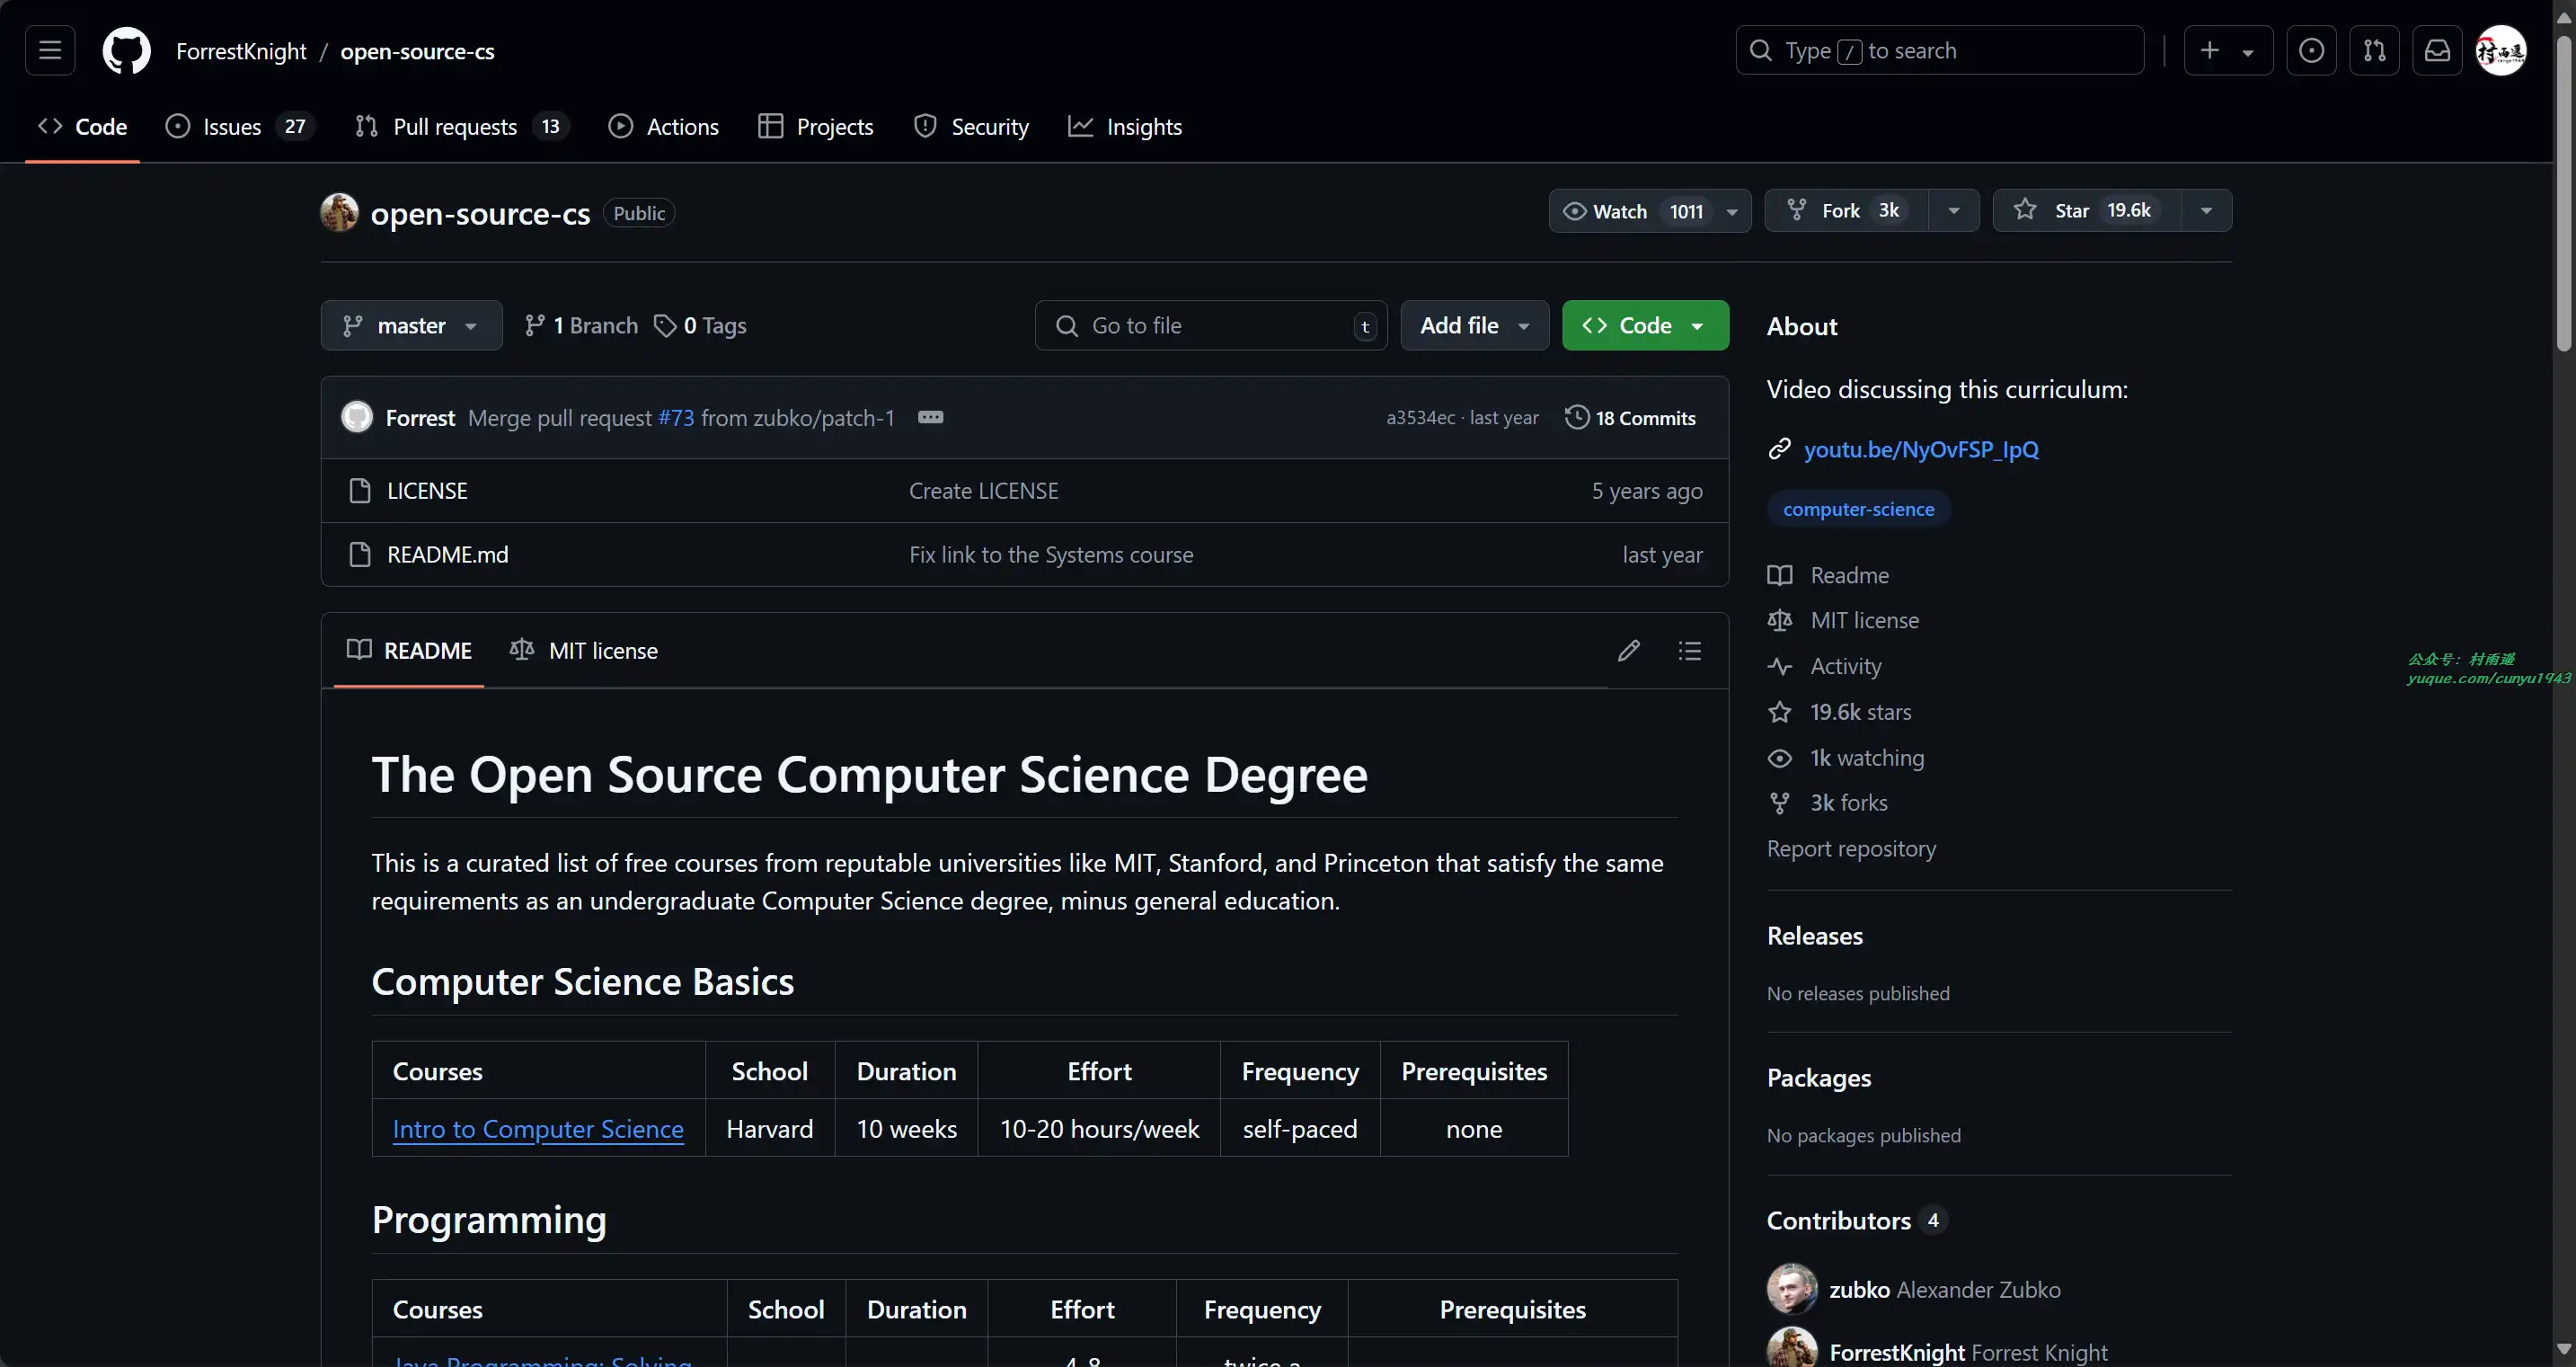 ForrestKnight / open-source-cs
Type / to search
Code
Issues 27
Pull requests 13
Actions
Projects
Security
Insights
open-source-cs Public
Watch 1011
Fork 3k
Star 19.6k
master
1 Branch
0 Tags
Go to file t
Add file
Code
Forrest Merge pull request #73 from zubko/patch-1
a3534ec · last year
18 Commits
LICENSE Create LICENSE 5 years ago
README.md Fix link to the Systems course last year
README
MIT license
The Open Source Computer Science Degree
This is a curated list of free courses from reputable universities like MIT, Stanford, and Princeton that satisfy the same
requirements as an undergraduate Computer Science degree, minus general education.
Computer Science Basics
Courses School Duration Effort Frequency Prerequisites
Intro to Computer Science Harvard 10 weeks 10-20 hours/week self-paced none
Programming
Courses School Duration Effort Frequency Prerequisites
Java Programming: Solving 4-8 twice a
About
Video discussing this curriculum:
youtu.be/NyOvFSP_IpQ
computer-science
Readme
MIT license
Activity
19.6k stars
1k watching
3k forks
Report repository
Releases
No releases published
Packages
No packages published
Contributors 4
zubko Alexander Zubko
ForrestKnight Forrest Knight
公众号：村雨遥
yuque.com/cunyu1943